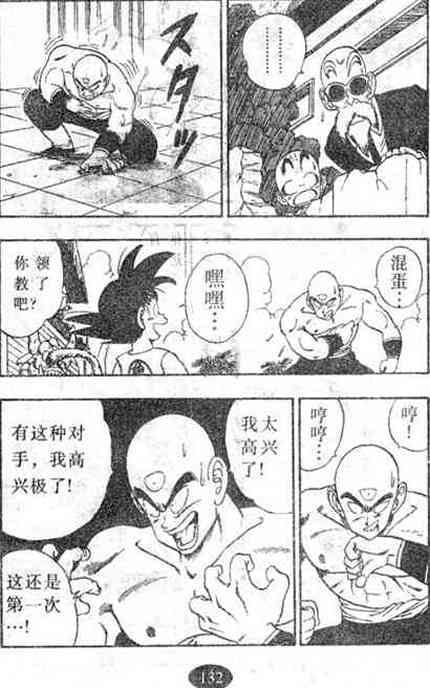 …………
スタッ
混蛋…
嘿嘿…
你领
教了
吧？
哼！
哼哼…
我太
高兴
了！
有这种对
手，我高
兴极了！
这还是
第一次
…！
132